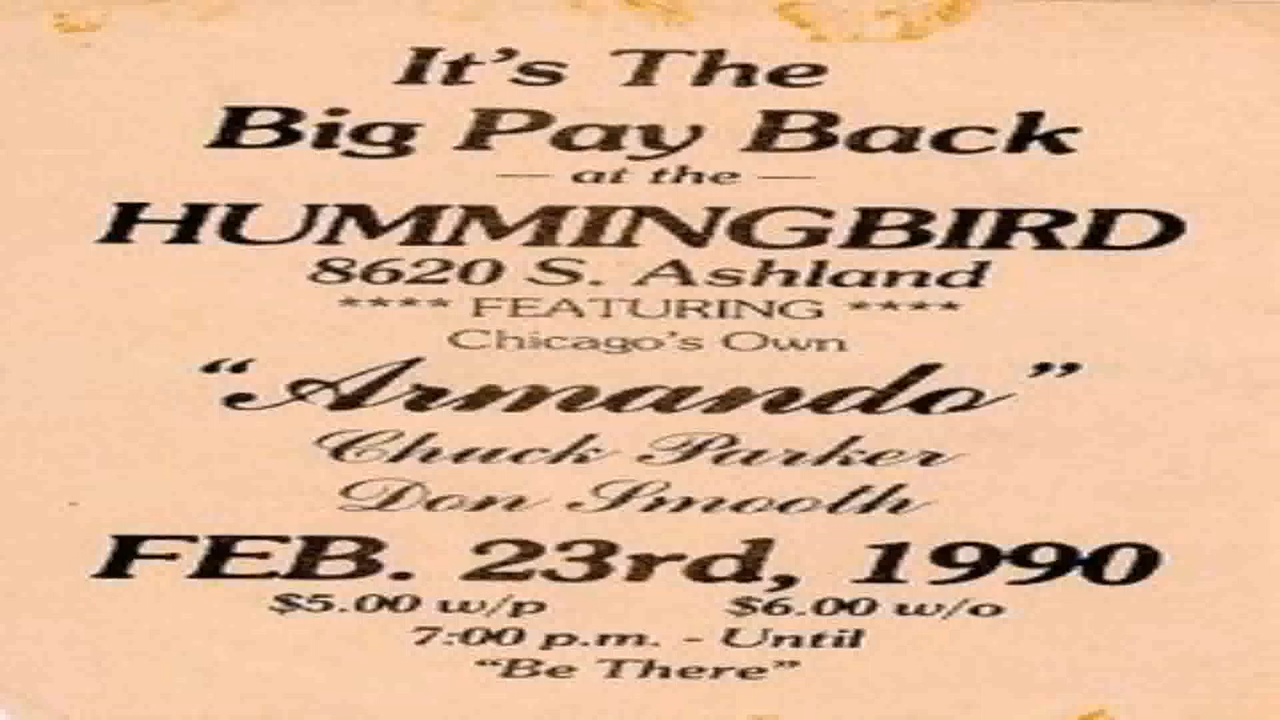 It's The
Big Pay Back
— at the —
HUMMINGBIRD
8620 S. Ashland
**** FEATURING ****
Chicago's Own
“Armando”
Chuck Parker
Don Smooth
FEB. 23rd, 1990
$5.00 w/p $6.00 w/o
7:00 p.m. - Until
“Be There”